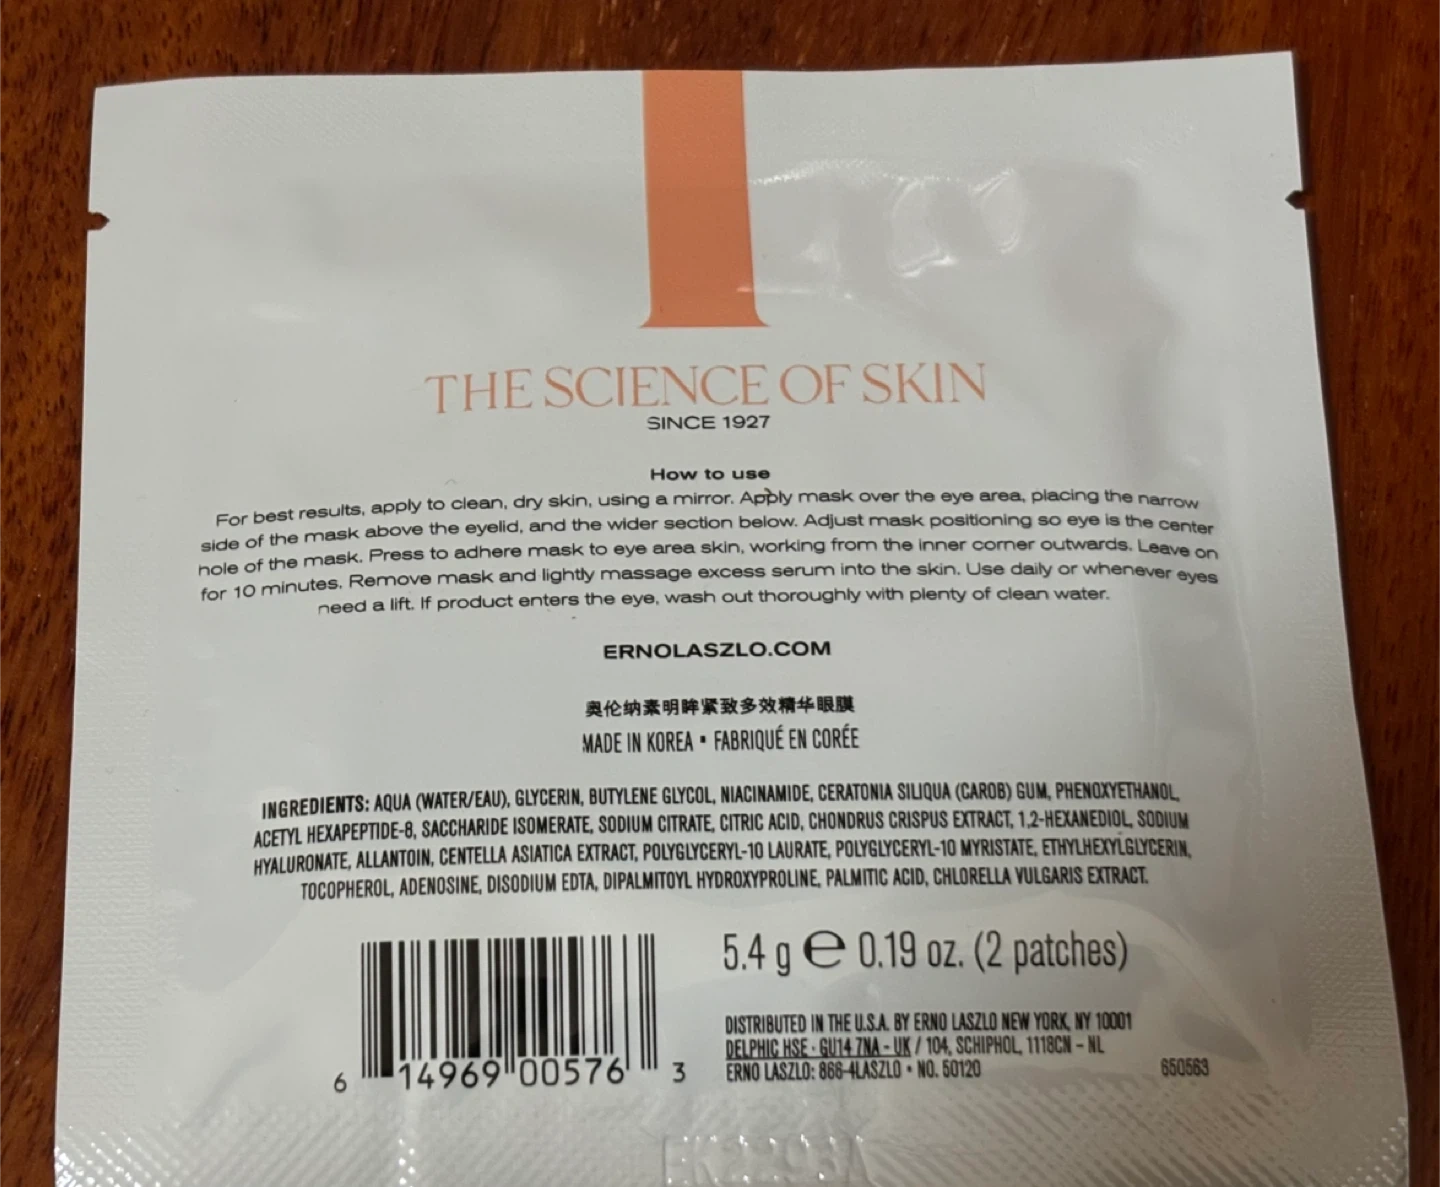 THE SCIENCE OF SKIN
SINCE 1927
How to use
For best results, apply to clean, dry skin, using a mirror. Apply mask over the eye area, placing the narrow
side of the mask above the eyelid, and the wider section below. Adjust mask positioning so eye is the center
hole of the mask. Press to adhere mask to eye area skin, working from the inner corner outwards. Leave on
for 10 minutes. Remove mask and lightly massage excess serum into the skin. Use daily or whenever eyes
need a lift. If product enters the eye, wash out thoroughly with plenty of clean water.
ERNOLASZLO.COM
奥伦纳素明眸紧致多效精华眼膜
MADE IN KOREA ▪ FABRIQUÉ EN CORÉE
INGREDIENTS: AQUA (WATER/EAU), GLYCERIN, BUTYLENE GLYCOL, NIACINAMIDE, CERATONIA SILIQUA (CAROB) GUM, PHENOXYETHANOL,
ACETYL HEXAPEPTIDE-8, SACCHARIDE ISOMERATE, SODIUM CITRATE, CITRIC ACID, CHONDRUS CRISPUS EXTRACT, 1,2-HEXANEDIOL, SODIUM
HYALURONATE, ALLANTOIN, CENTELLA ASIATICA EXTRACT, POLYGLYCERYL-10 LAURATE, POLYGLYCERYL-10 MYRISTATE, ETHYLHEXYLGLYCERIN,
TOCOPHEROL, ADENOSINE, DISODIUM EDTA, DIPALMITOYL HYDROXYPROLINE, PALMITIC ACID, CHLORELLA VULGARIS EXTRACT.
5.4 g ℮ 0.19 oz. (2 patches)
DISTRIBUTED IN THE U.S.A. BY ERNO LASZLO NEW YORK, NY 10001
DELPHIC HSE - GU14 7NA - UK / 104, SCHIPHOL, 1118CN - NL
ERNO LASZLO: 866-4LASZLO • NO. 50120
650563
6 14969 00576 3